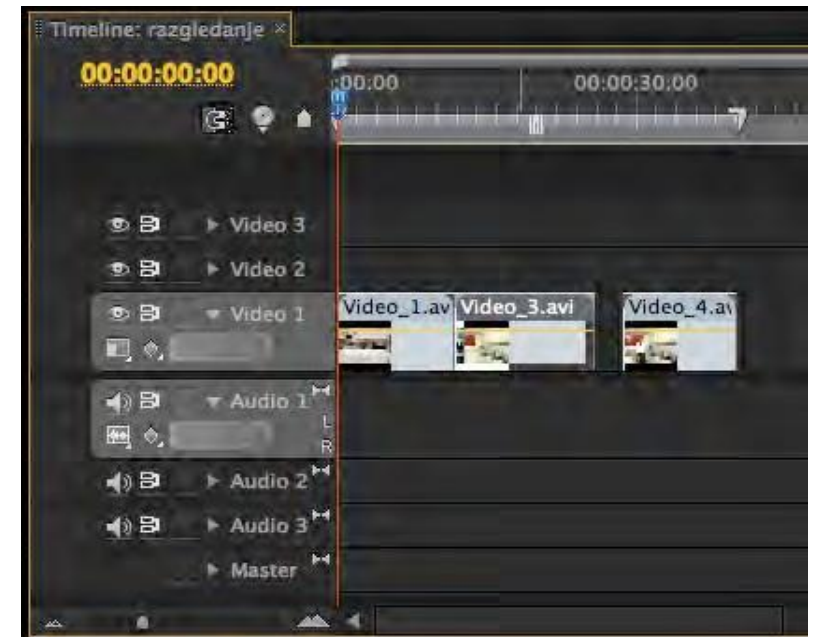 Timeline: razgledanje ×
00:00:00:00
:00:00 00:00:30:00
Video 3
Video 2
Video 1
Video_1.av Video_3.avi Video_4.av
Audio 1
L
R
Audio 2
Audio 3
Master